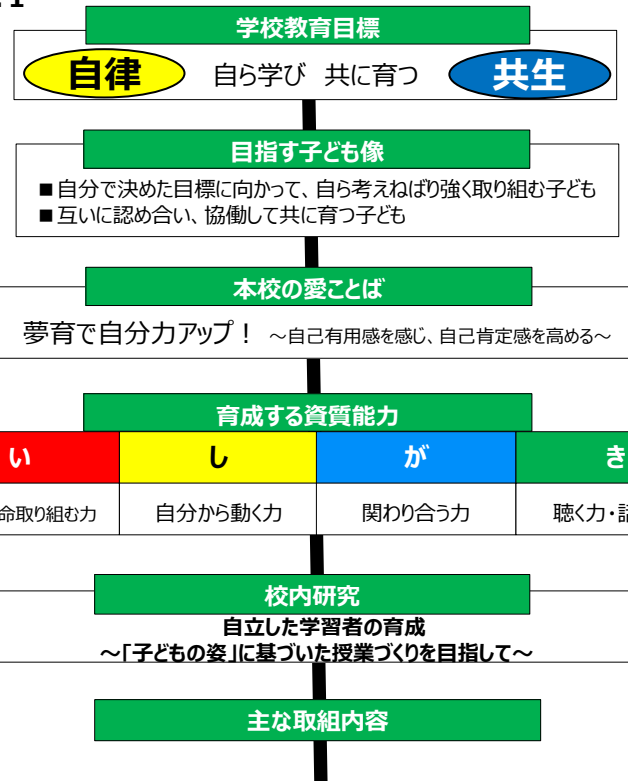 学校教育目標
自律 自ら学び 共に育つ 共生
目指す子ども像
■自分で決めた目標に向かって、自ら考えねばり強く取り組む子ども
■互いに認め合い、協働して共に育つ子ども
本校の愛ことば
夢育で自分力アップ！ ～自己有用感を感じ、自己肯定感を高める～
育成する資質能力
い し が き
命取り組む力 自分から動く力 関わり合う力 聴く力・
校内研究
自立した学習者の育成
～「子どもの姿」に基づいた授業づくりを目指して～
主な取組内容